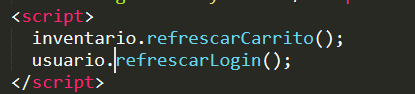 <script>
inventario.refrescarCarrito();
usuario.refrescarLogin();
</script>